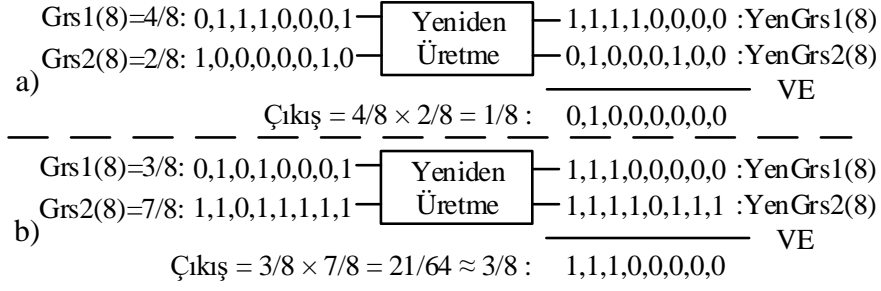 Grs1(8)=4/8: 0,1,1,1,0,0,0,1 Yeniden 1,1,1,1,0,0,0,0 :YenGrs1(8)
Grs2(8)=2/8: 1,0,0,0,0,0,1,0 Üretme 0,1,0,0,0,1,0,0 :YenGrs2(8)
a) VE
Çıkış = 4/8 × 2/8 = 1/8 : 0,1,0,0,0,0,0,0
Grs1(8)=3/8: 0,1,0,1,0,0,0,1 Yeniden 1,1,1,0,0,0,0,0 :YenGrs1(8)
Grs2(8)=7/8: 1,1,0,1,1,1,1,1 Üretme 1,1,1,1,0,1,1,1 :YenGrs2(8)
b) VE
Çıkış = 3/8 × 7/8 = 21/64 ≈ 3/8 : 1,1,1,0,0,0,0,0